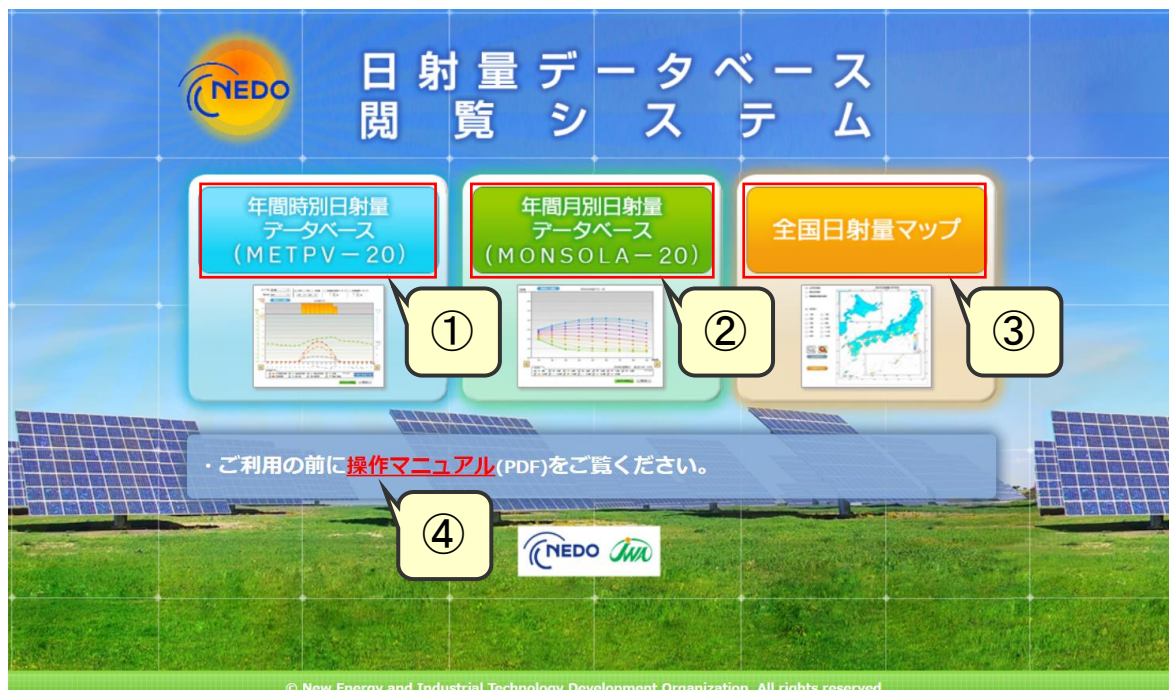 NEDO
日射量データベース
閲覧システム
年間時別日射量
データベース
(METPV－20)
年間月別日射量
データベース
(MONSOLA－20)
全国日射量マップ
①
②
③
・ご利用の前に操作マニュアル(PDF)をご覧ください。
④
NEDO JWA
© New Energy and Industrial Technology Development Organization. All rights reserved.